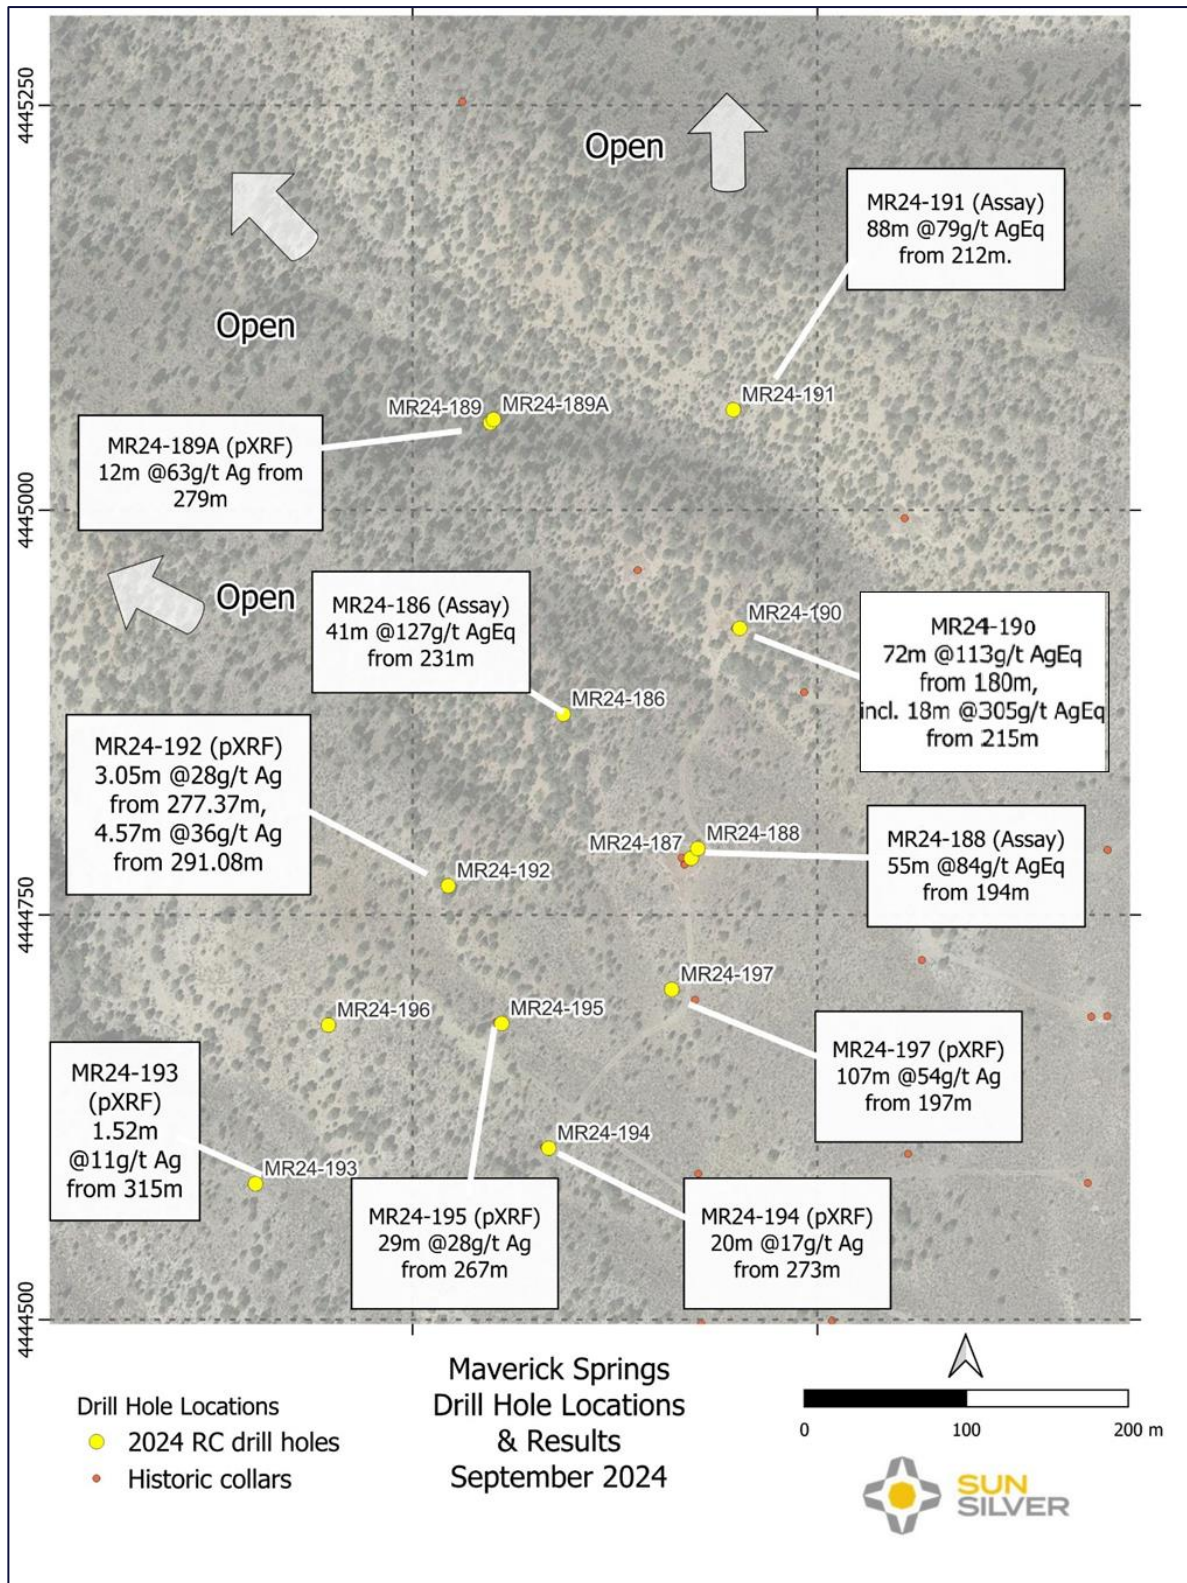 4445250
Open
MR24-191 (Assay)
88m @79g/t AgEq
from 212m.
Open
MR24-189
MR24-189A
MR24-191
MR24-189A (pXRF)
12m @63g/t Ag from
279m
4445000
Open
MR24-186 (Assay)
41m @127g/t AgEq
from 231m
MR24-190
MR24-190
72m @113g/t AgEq
from 180m,
incl. 18m @305g/t AgEq
from 215m
MR24-186
MR24-192 (pXRF)
3.05m @28g/t Ag
from 277.37m,
4.57m @36g/t Ag
from 291.08m
MR24-187
MR24-188
MR24-188 (Assay)
55m @84g/t AgEq
from 194m
MR24-192
4444750
MR24-197
MR24-196
MR24-195
MR24-197 (pXRF)
107m @54g/t Ag
from 197m
MR24-193
(pXRF)
1.52m
@11g/t Ag
from 315m
MR24-194
MR24-193
MR24-195 (pXRF)
29m @28g/t Ag
from 267m
MR24-194 (pXRF)
20m @17g/t Ag
from 273m
4444500
Maverick Springs
Drill Hole Locations
& Results
September 2024
Drill Hole Locations
2024 RC drill holes
Historic collars
0 100 200 m
SUN
SILVER